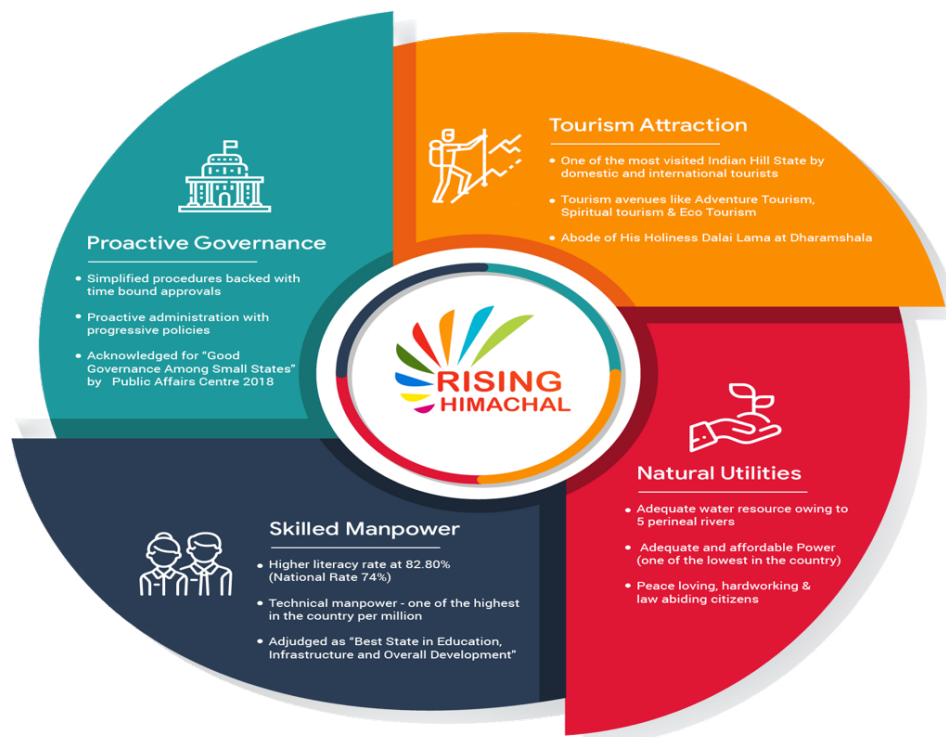 Proactive Governance
• Simplified procedures backed with
time bound approvals
• Proactive administration with
progressive policies
• Acknowledged for “Good
Governance Among Small States”
by Public Affairs Centre 2018
Tourism Attraction
• One of the most visited Indian Hill State by
domestic and international tourists
• Tourism avenues like Adventure Tourism,
Spiritual tourism & Eco Tourism
• Abode of His Holiness Dalai Lama at Dharamshala
RISING
HIMACHAL
Skilled Manpower
• Higher literacy rate at 82.80%
(National Rate 74%)
• Technical manpower - one of the highest
in the country per million
• Adjudged as “Best State in Education,
Infrastructure and Overall Development”
Natural Utilities
• Adequate water resource owing to
5 perineal rivers
• Adequate and affordable Power
(one of the lowest in the country)
• Peace loving, hardworking &
law abiding citizens